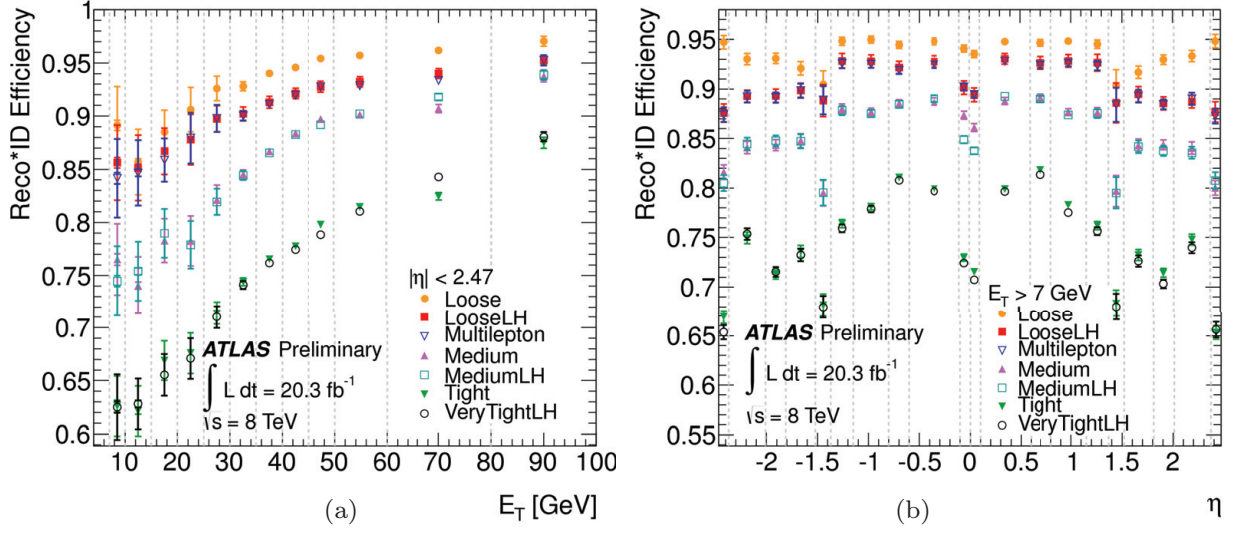 Reco*ID Efficiency
1
0.95
0.9
0.85
0.8
0.75
0.7
0.65
0.6
10 20 30 40 50 60 70 80 90 100
E_T [GeV]
|η| < 2.47
Loose
LooseLH
Multilepton
Medium
MediumLH
Tight
VeryTightLH
ATLAS Preliminary
∫ L dt = 20.3 fb⁻¹
√s = 8 TeV
(a)
Reco*ID Efficiency
0.95
0.9
0.85
0.8
0.75
0.7
0.65
0.6
0.55
-2 -1.5 -1 -0.5 0 0.5 1 1.5 2
η
E_T > 7 GeV
Loose
LooseLH
Multilepton
Medium
MediumLH
Tight
VeryTightLH
ATLAS Preliminary
∫ L dt = 20.3 fb⁻¹
√s = 8 TeV
(b)